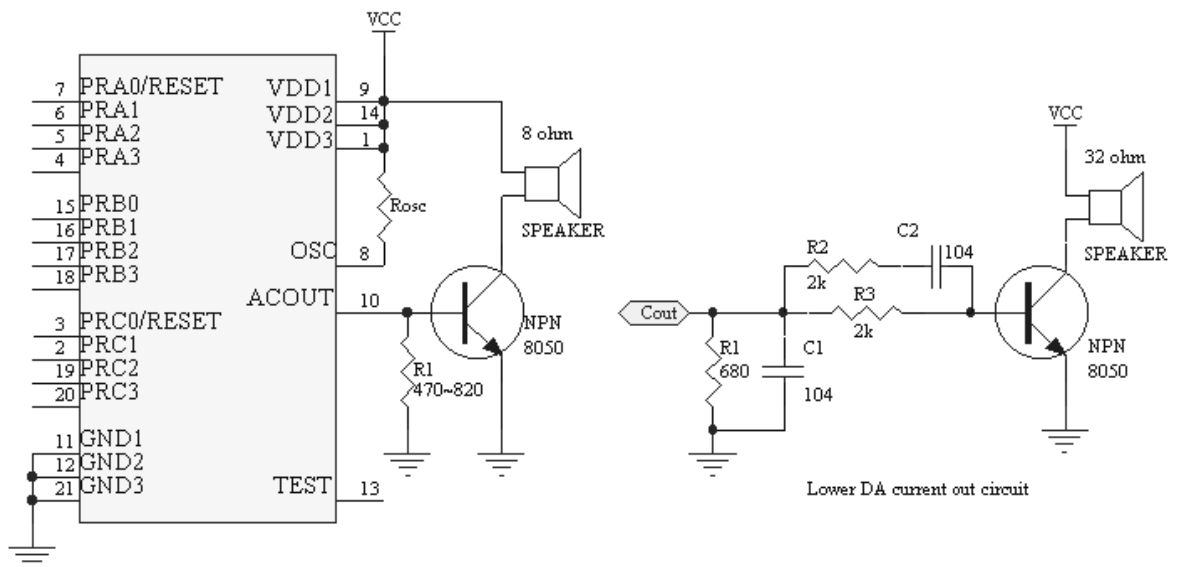 VCC
7 PRA0/RESET
6 PRA1
5 PRA2
4 PRA3
15 PRB0
16 PRB1
17 PRB2
18 PRB3
3 PRC0/RESET
2 PRC1
19 PRC2
20 PRC3
11 GND1
12 GND2
21 GND3
VDD1 9
VDD2 14
VDD3 1
OSC 8
ACOUT 10
TEST 13
Rosc
8 ohm
SPEAKER
NPN
8050
R1
470~820
VCC
32 ohm
SPEAKER
C2
104
R2
2k
R3
2k
Cout
R1
680
C1
104
NPN
8050
Lower DA current out circuit